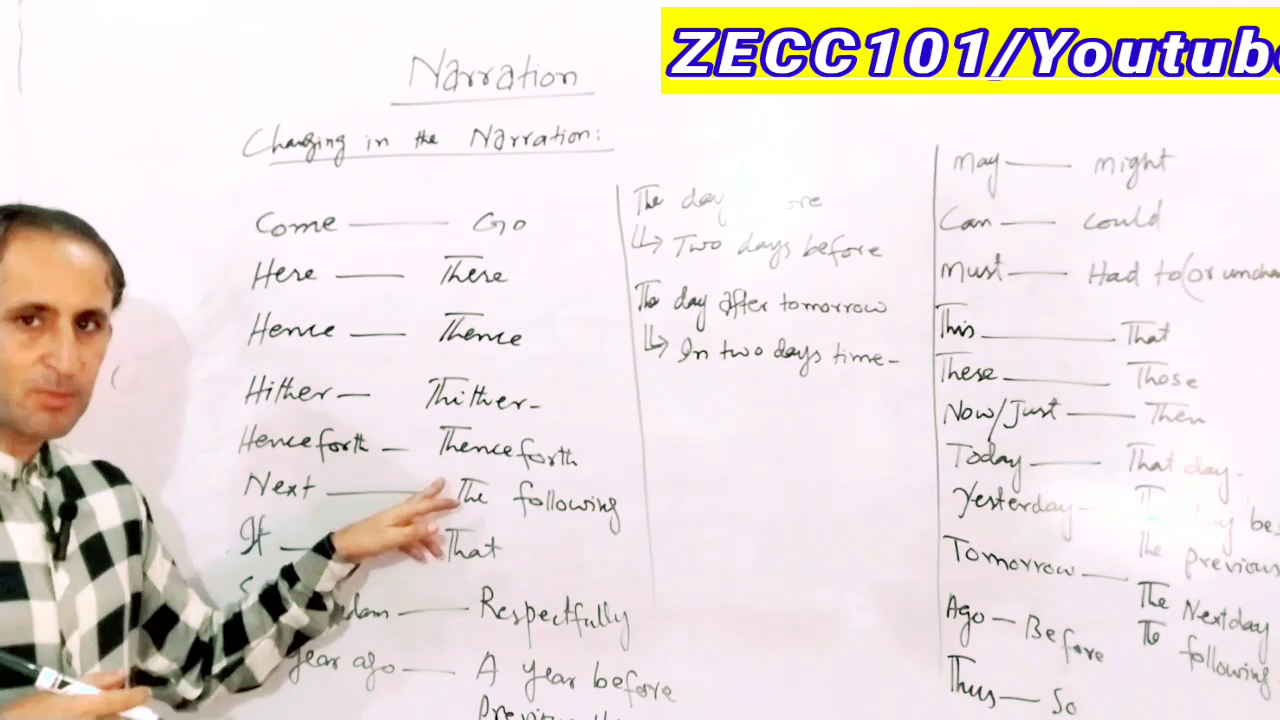 ZECC101/Youtube
Narration
Changing in the Narration:
Come — Go
Here — There
Hence — Thence
Hither — Thither -
Henceforth — Thenceforth
Next — The following
If — That
— Respectfully
year ago — A year before
The day
↳ Two days before
The day after tomorrow
↳ In two days time -
May — might
Can — could
Must — Had to (or
This — That
These — Those
Now/Just — Then
Today — That day.
Yesterday —
The previous
Tomorrow — The Next day
The following
Ago — Before
Thus — So